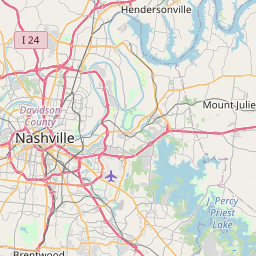 Hendersonville
I 24
Mount Julie
Davidson
County
Nashville
J. Percy
Priest
Lake
Brentwood